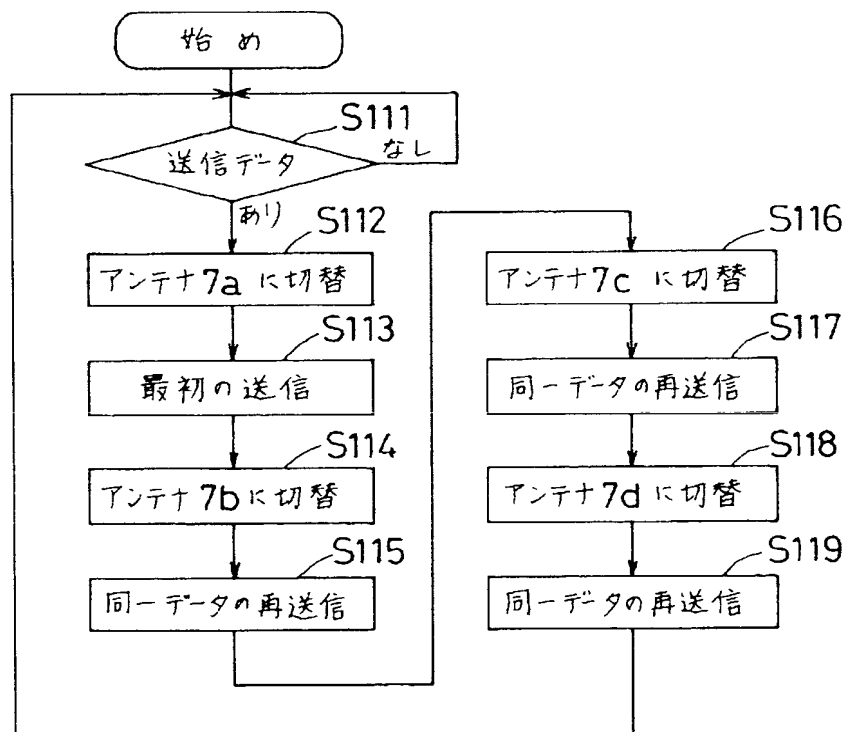 始め
S111
送信データ
なし
あり
S112
アンテナ7aに切替
S113
最初の送信
S114
アンテナ7bに切替
S115
同一データの再送信
S116
アンテナ7cに切替
S117
同一データの再送信
S118
アンテナ7dに切替
S119
同一データの再送信